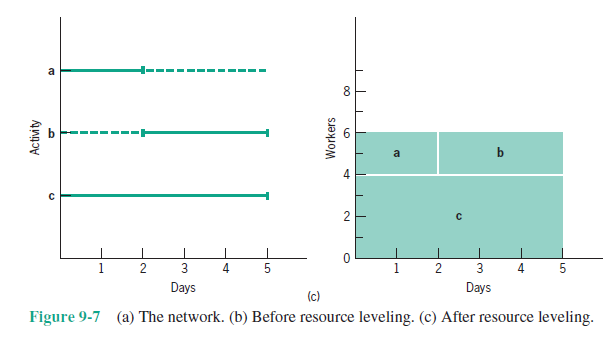 Activity
a
b
c
1 2 3 4 5
Days
Workers
8
6
4
2
0
a
b
c
1 2 3 4 5
Days
(c)
Figure 9-7 (a) The network. (b) Before resource leveling. (c) After resource leveling.